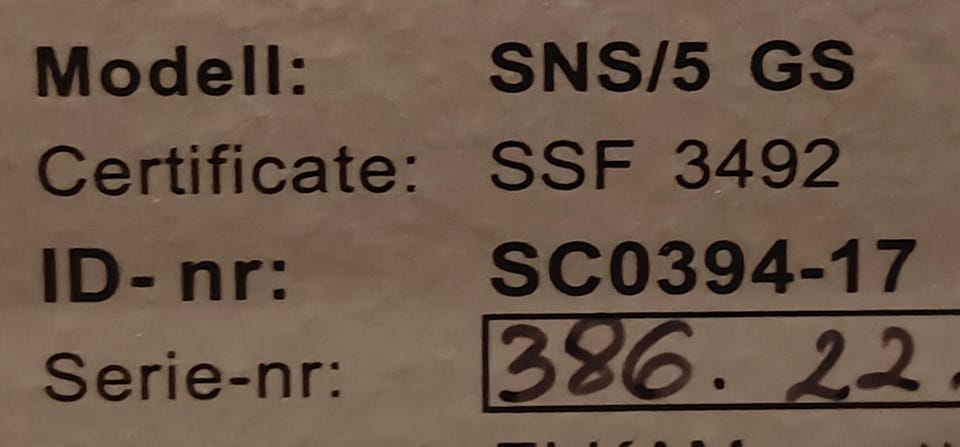 Modell: SNS/5 GS
Certificate: SSF 3492
ID- nr: SC0394-17
Serie-nr: 386. 22.